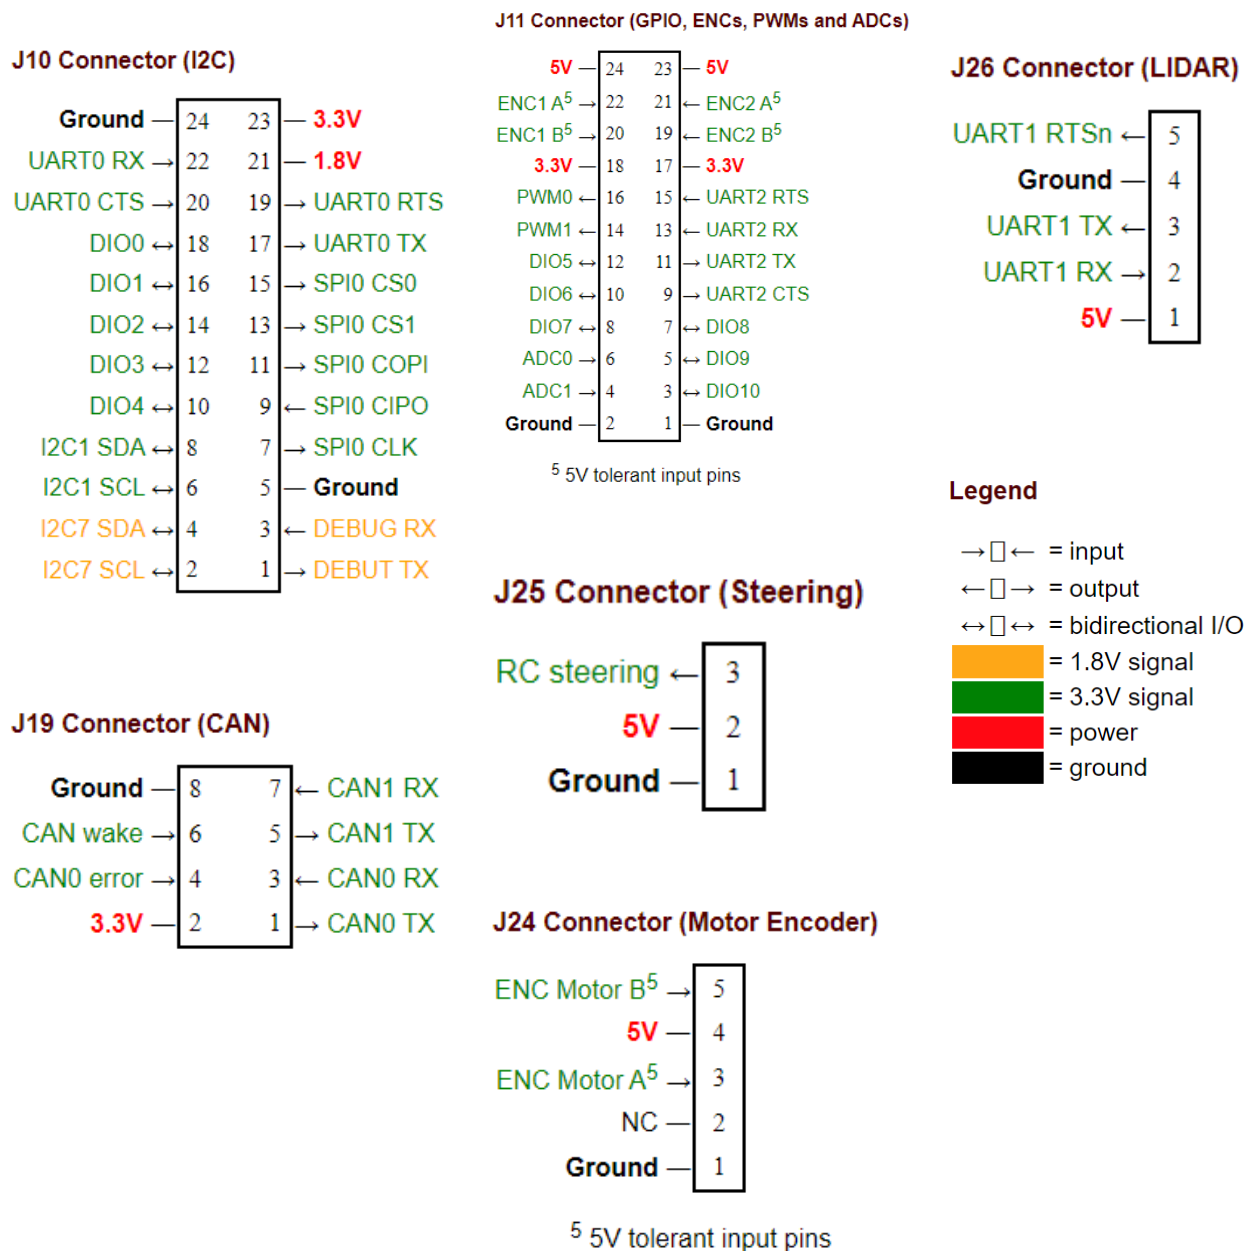 J10 Connector (I2C)
Ground — 24 23 — 3.3V
UART0 RX → 22 21 — 1.8V
UART0 CTS → 20 19 → UART0 RTS
DIO0 ↔ 18 17 → UART0 TX
DIO1 ↔ 16 15 → SPI0 CS0
DIO2 ↔ 14 13 → SPI0 CS1
DIO3 ↔ 12 11 → SPI0 COPI
DIO4 ↔ 10 9 ← SPI0 CIPO
I2C1 SDA ↔ 8 7 → SPI0 CLK
I2C1 SCL ↔ 6 5 — Ground
I2C7 SDA ↔ 4 3 ← DEBUG RX
I2C7 SCL ↔ 2 1 → DEBUT TX
J19 Connector (CAN)
Ground — 8 7 ← CAN1 RX
CAN wake → 6 5 → CAN1 TX
CAN0 error → 4 3 ← CAN0 RX
3.3V — 2 1 → CAN0 TX
J11 Connector (GPIO, ENCs, PWMs and ADCs)
5V — 24 23 — 5V
ENC1 A⁵ → 22 21 ← ENC2 A⁵
ENC1 B⁵ → 20 19 ← ENC2 B⁵
3.3V — 18 17 — 3.3V
PWM0 ← 16 15 ← UART2 RTS
PWM1 ← 14 13 ← UART2 RX
DIO5 ↔ 12 11 → UART2 TX
DIO6 ↔ 10 9 → UART2 CTS
DIO7 ↔ 8 7 ↔ DIO8
ADC0 → 6 5 ↔ DIO9
ADC1 → 4 3 ↔ DIO10
Ground — 2 1 — Ground
⁵ 5V tolerant input pins
J25 Connector (Steering)
RC steering ← 3
5V — 2
Ground — 1
J24 Connector (Motor Encoder)
ENC Motor B⁵ → 5
5V — 4
ENC Motor A⁵ → 3
NC — 2
Ground — 1
⁵ 5V tolerant input pins
J26 Connector (LIDAR)
UART1 RTSn ← 5
Ground — 4
UART1 TX ← 3
UART1 RX → 2
5V — 1
Legend
→▯← = input
←▯→ = output
↔▯↔ = bidirectional I/O
= 1.8V signal
= 3.3V signal
= power
= ground